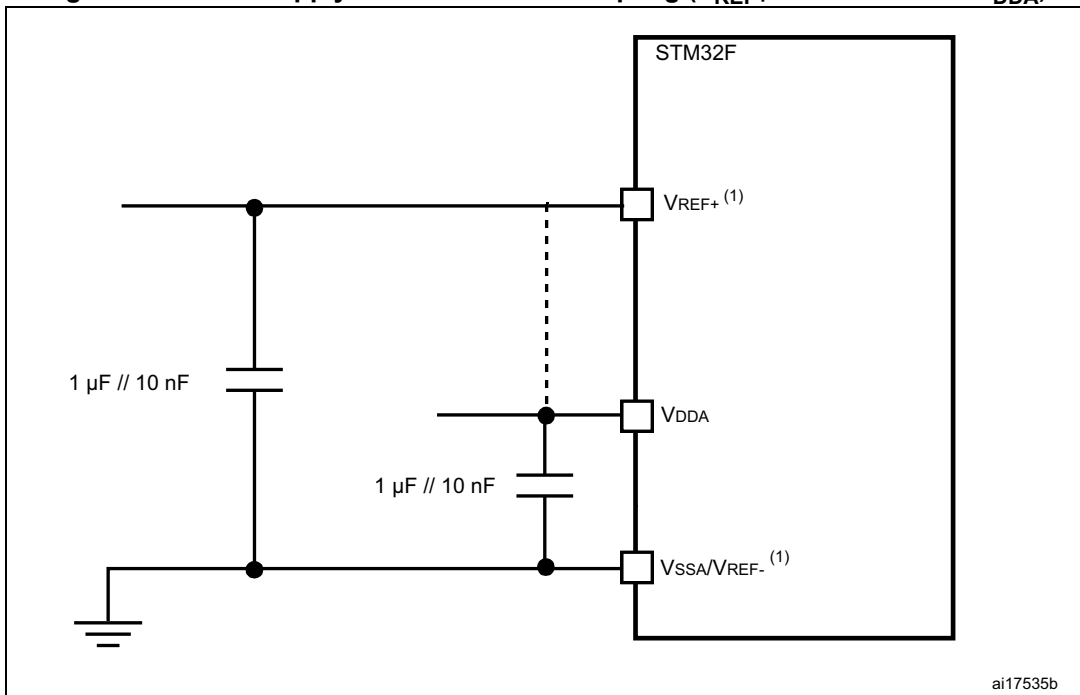 STM32F
VREF+ (1)
1 µF // 10 nF
VDDA
1 µF // 10 nF
VSSA/VREF- (1)
ai17535b